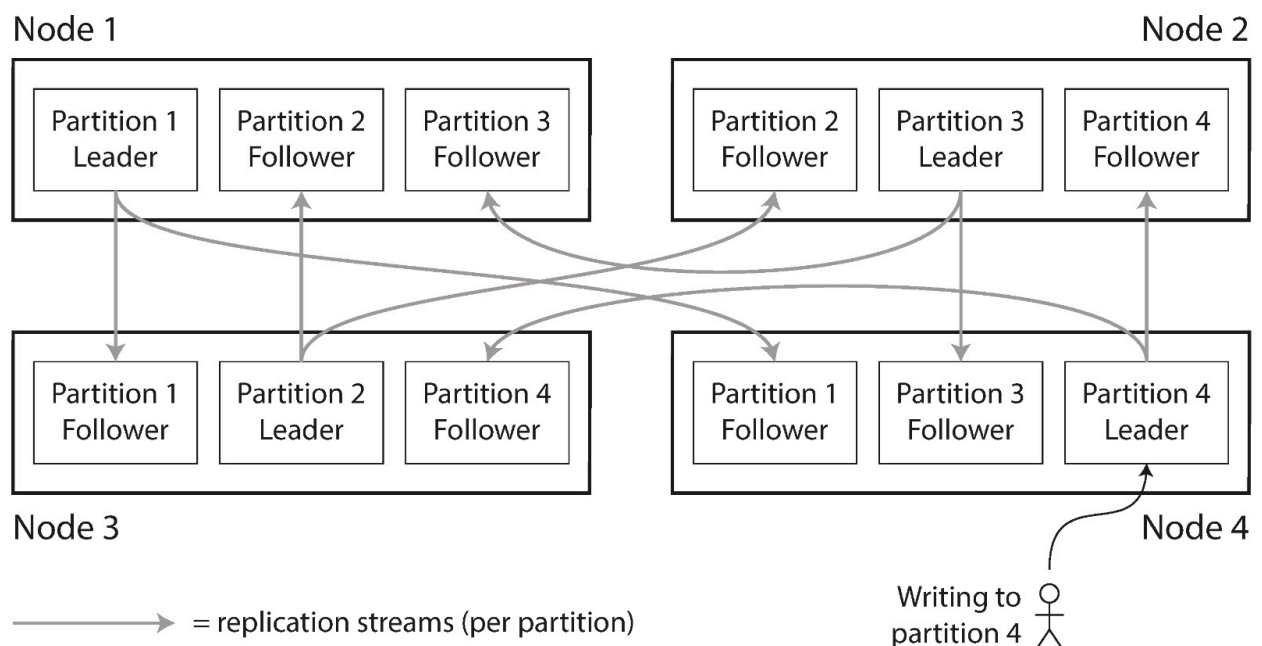 Node 1
Node 2
Partition 1
Leader
Partition 2
Follower
Partition 3
Follower
Partition 2
Follower
Partition 3
Leader
Partition 4
Follower
Partition 1
Follower
Partition 2
Leader
Partition 4
Follower
Partition 1
Follower
Partition 3
Follower
Partition 4
Leader
Node 3
Node 4
= replication streams (per partition)
Writing to
partition 4